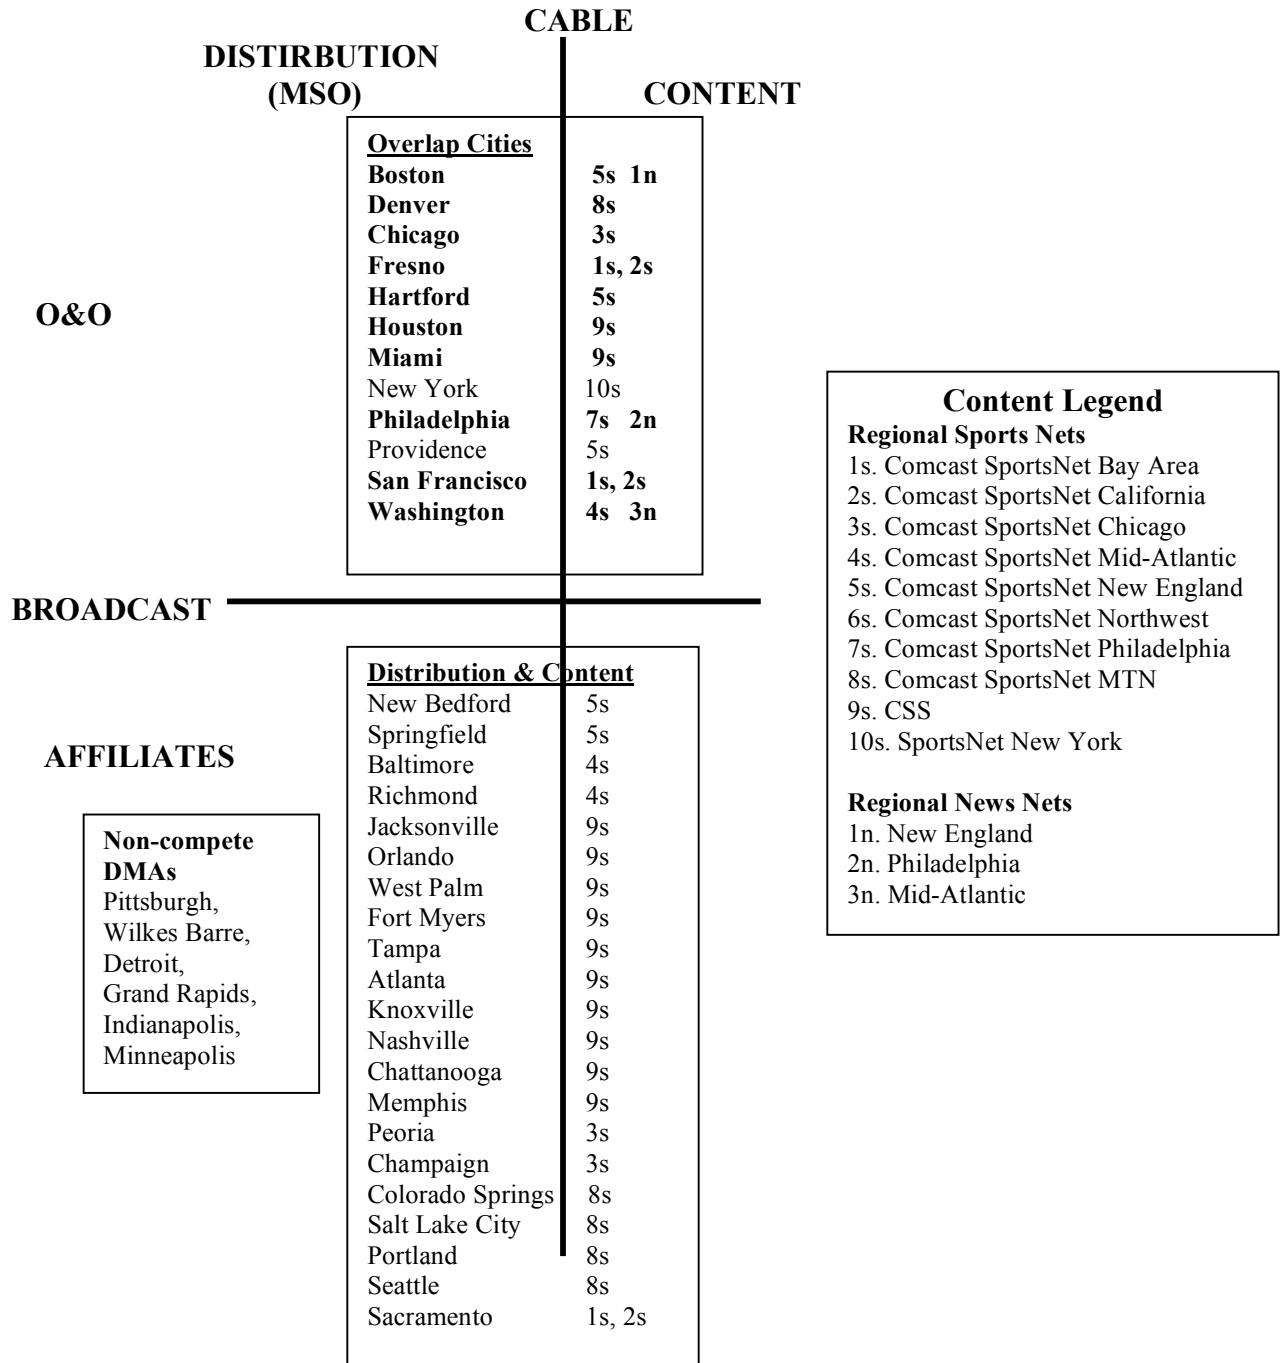 CABLE
DISTIRBUTION
(MSO)
CONTENT
Overlap Cities
Boston 5s 1n
Denver 8s
Chicago 3s
Fresno 1s, 2s
Hartford 5s
Houston 9s
Miami 9s
New York 10s
Philadelphia 7s 2n
Providence 5s
San Francisco 1s, 2s
Washington 4s 3n
O&O
BROADCAST
Distribution & Content
New Bedford 5s
Springfield 5s
Baltimore 4s
Richmond 4s
Jacksonville 9s
Orlando 9s
West Palm 9s
Fort Myers 9s
Tampa 9s
Atlanta 9s
Knoxville 9s
Nashville 9s
Chattanooga 9s
Memphis 9s
Peoria 3s
Champaign 3s
Colorado Springs 8s
Salt Lake City 8s
Portland 8s
Seattle 8s
Sacramento 1s, 2s
AFFILIATES
Non-compete
DMAs
Pittsburgh,
Wilkes Barre,
Detroit,
Grand Rapids,
Indianapolis,
Minneapolis
Content Legend
Regional Sports Nets
1s. Comcast SportsNet Bay Area
2s. Comcast SportsNet California
3s. Comcast SportsNet Chicago
4s. Comcast SportsNet Mid-Atlantic
5s. Comcast SportsNet New England
6s. Comcast SportsNet Northwest
7s. Comcast SportsNet Philadelphia
8s. Comcast SportsNet MTN
9s. CSS
10s. SportsNet New York
Regional News Nets
1n. New England
2n. Philadelphia
3n. Mid-Atlantic